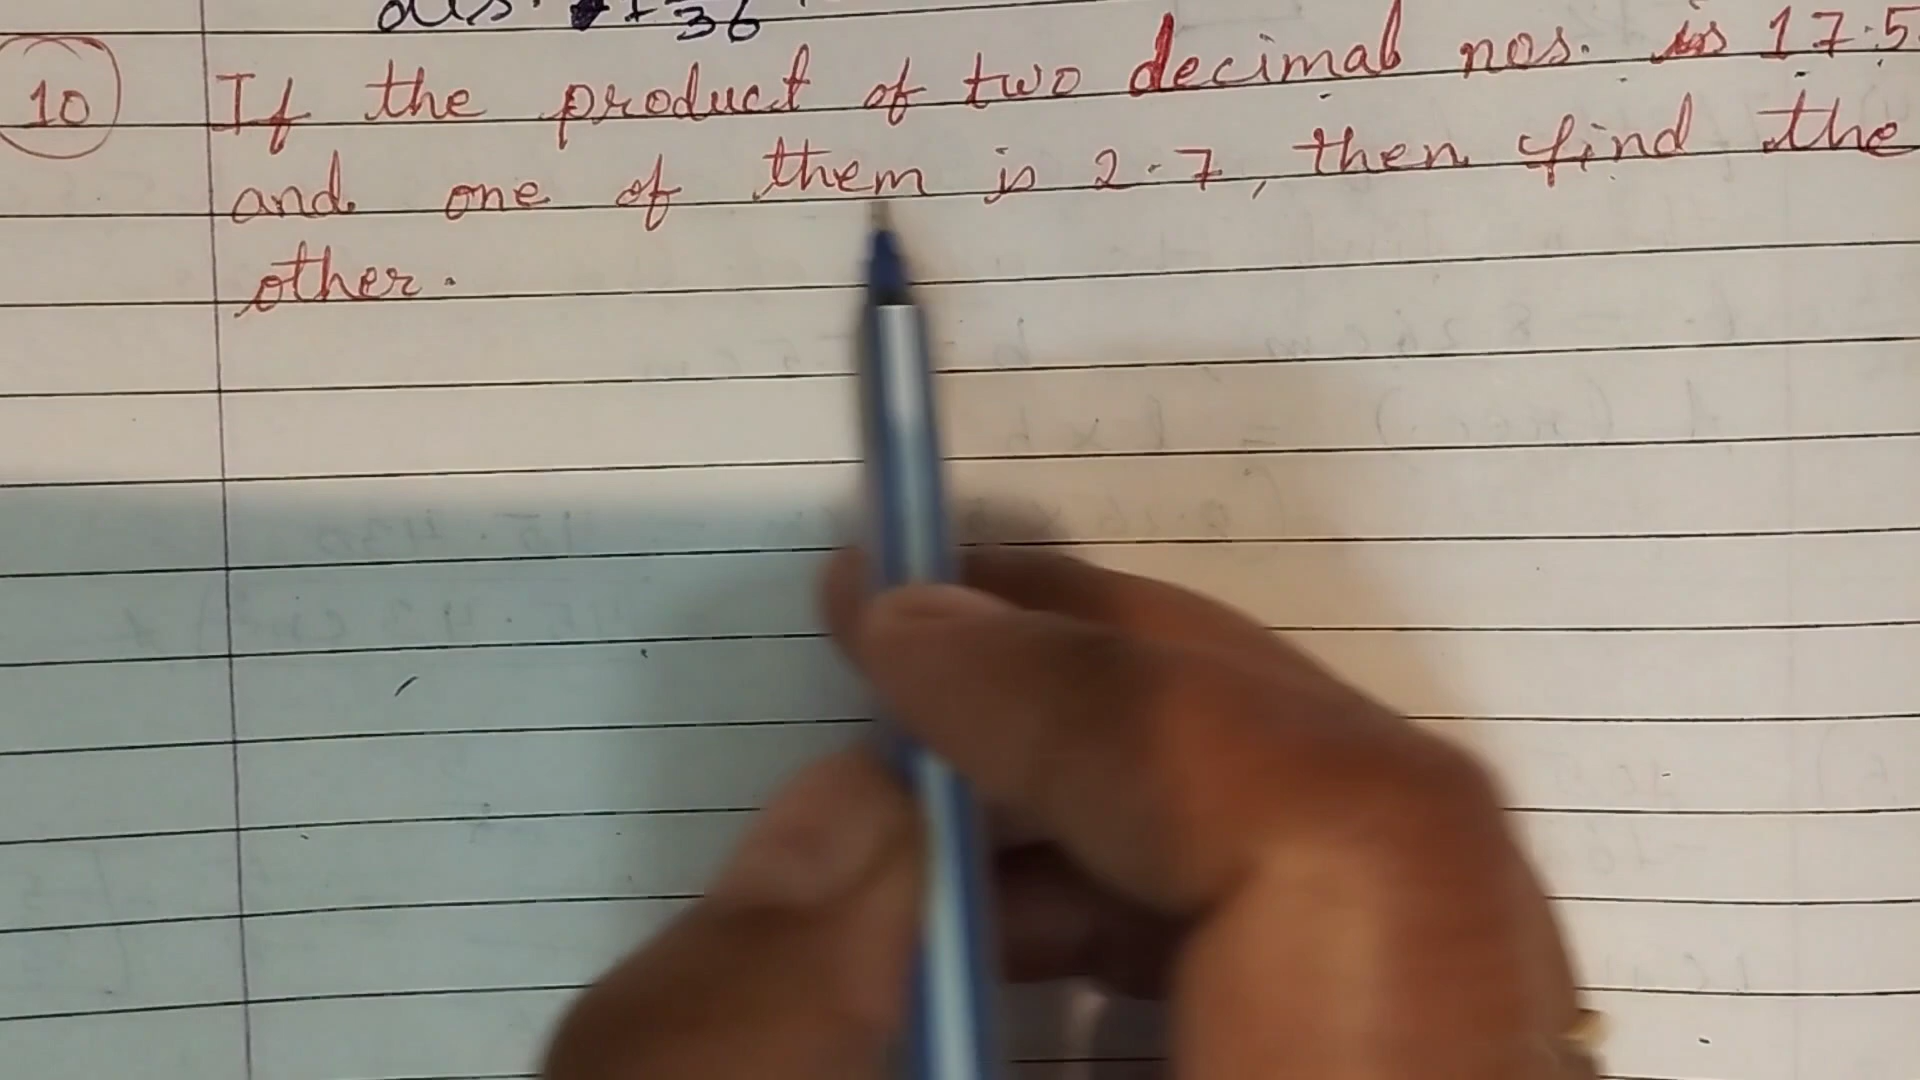 36
10 If the product of two decimal nos. is 17.5
and one of them is 2.7, then find the
other.